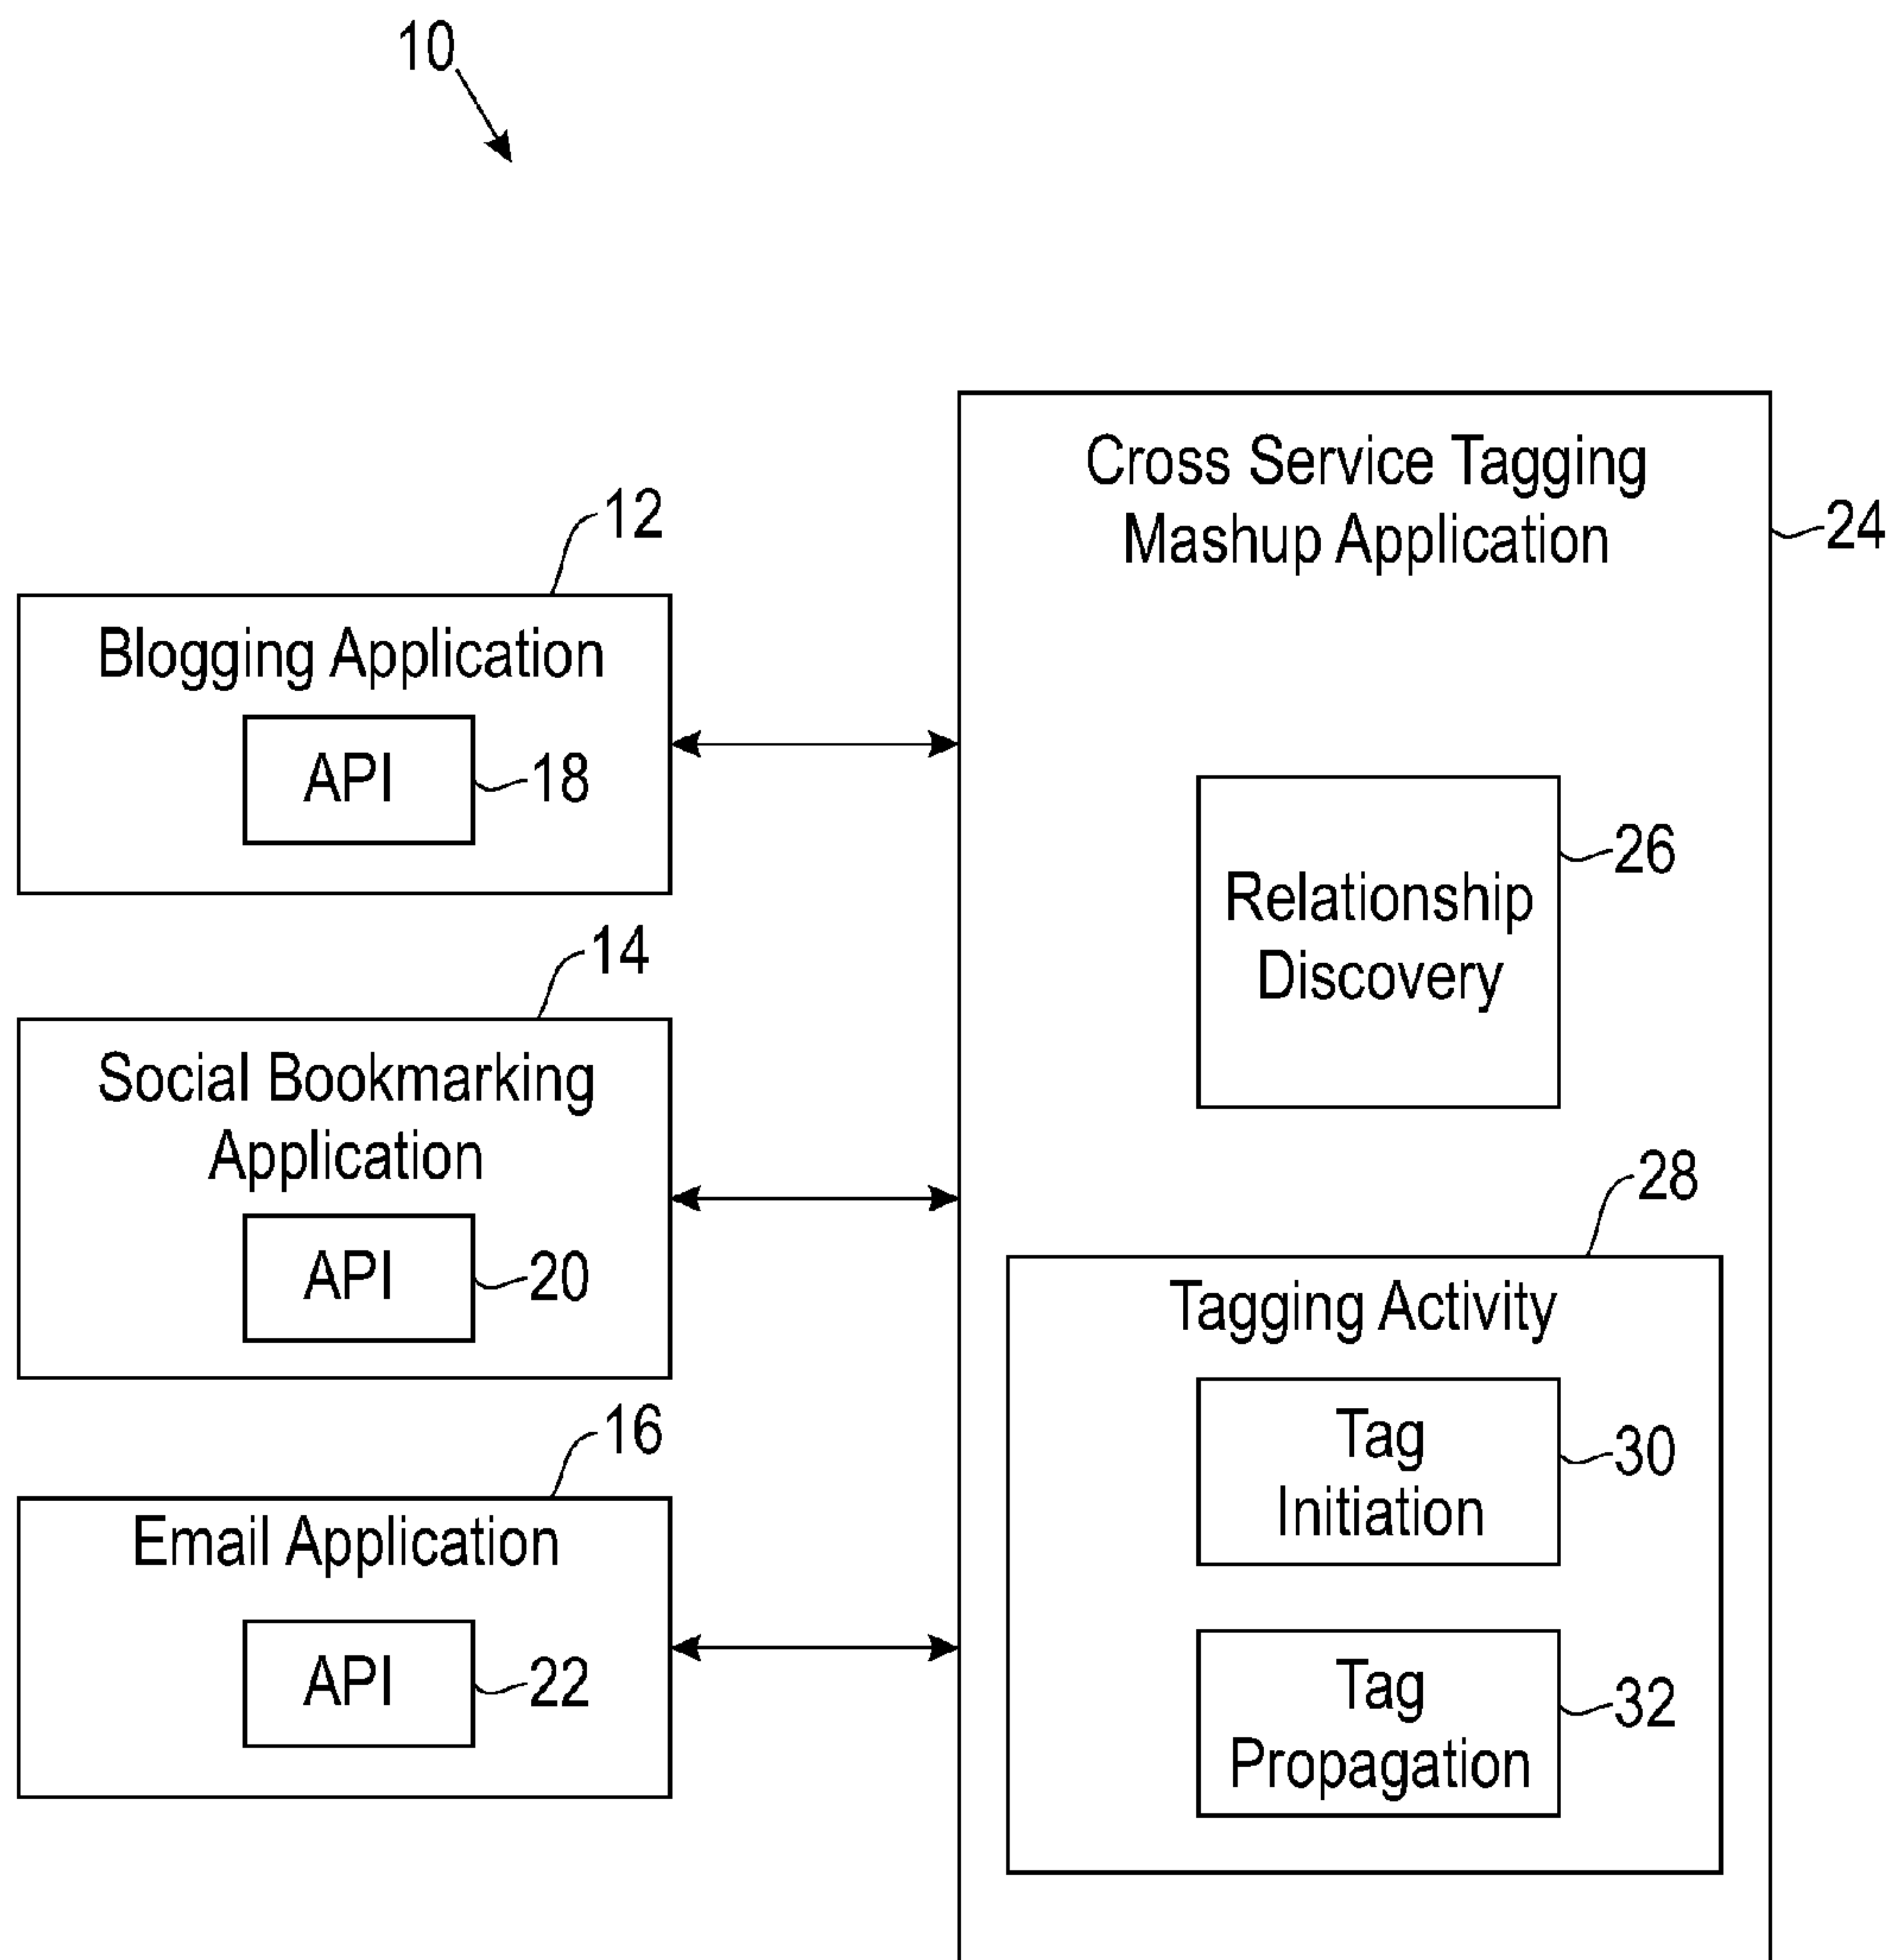 10
12
Blogging Application
API
18
14
Social Bookmarking
Application
API
20
16
Email Application
API
22
Cross Service Tagging
Mashup Application
24
Relationship
Discovery
26
28
Tagging Activity
Tag
Initiation
30
Tag
Propagation
32